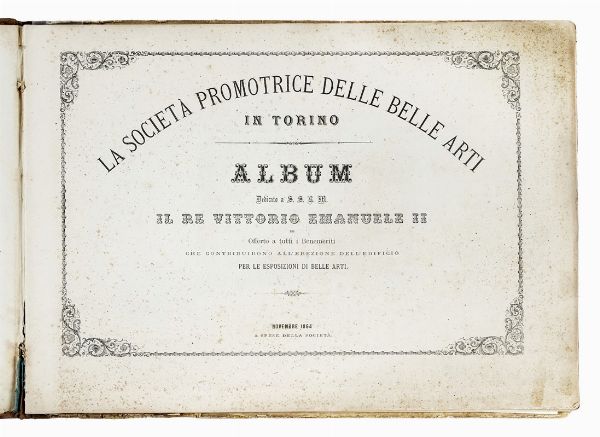 LA SOCIETÀ PROMOTRICE DELLE BELLE ARTI
IN TORINO
ALBUM
Dedicato a S. S. R. M.
IL RE VITTORIO EMANUELE II
ed
Offerto a tutti i Benemeriti
CHE CONTRIBUIRONO ALL'EREZIONE DELL'EDIFICIO
PER LE ESPOSIZIONI DI BELLE ARTI.
NOVEMBRE 1864
A SPESE DELLA SOCIETÀ.